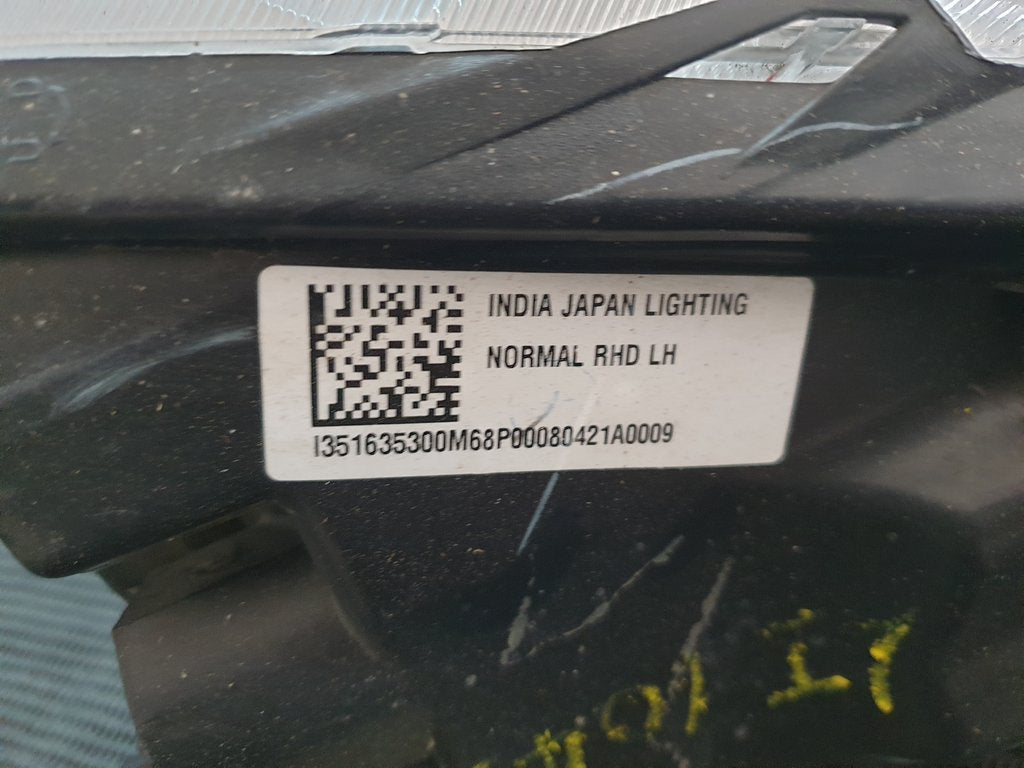 INDIA JAPAN LIGHTING
NORMAL RHD LH
I351635300M68P00080421A0009